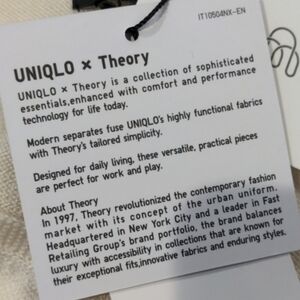 IT10504NX-EN
UNIQLO × Theory
UNIQLO × Theory is a collection of sophisticated
essentials,enhanced with comfort and performance
technology for life today.
Modern separates fuse UNIQLO's highly functional fabrics
with Theory's tailored simplicity.
Designed for daily living, these versatile, practical pieces
are perfect for work and play.
About Theory
In 1997, Theory revolutionized the contemporary fashion
market with its concept of the urban uniform.
Headquartered in New York City and a leader in Fast
Retailing Group's brand portfolio, the brand balances
luxury with accessibility in collections that are known for
their exceptional fits,innovative fabrics and enduring styles.